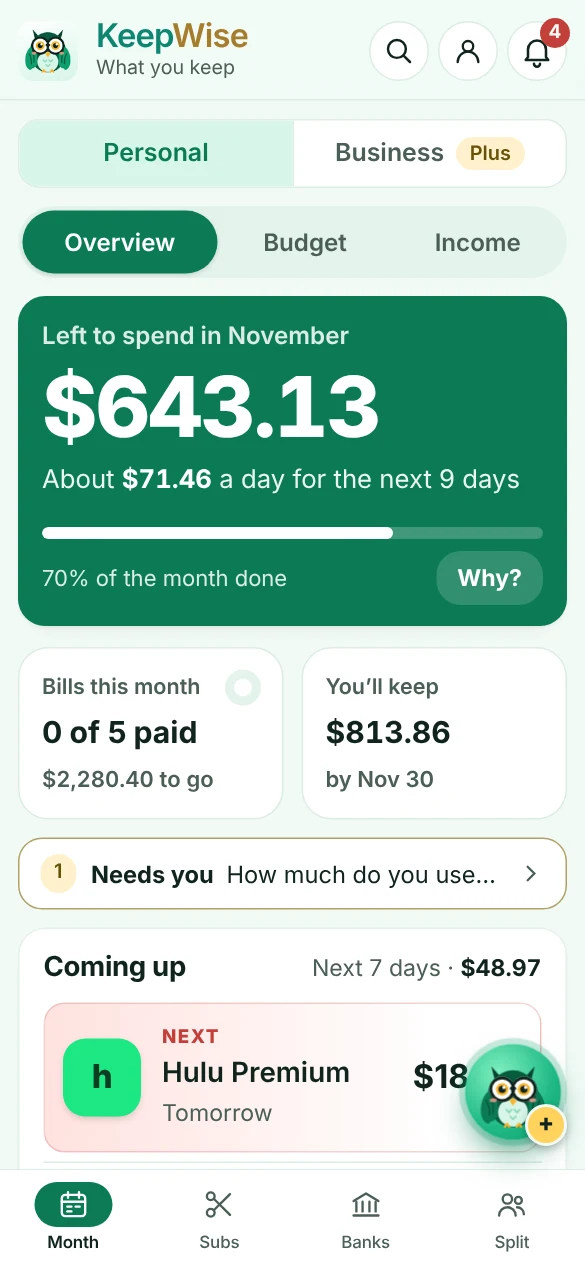 KeepWise
What you keep
4
Personal
Business Plus
Overview Budget Income
Left to spend in November
$643.13
About $71.46 a day for the next 9 days
70% of the month done
Why?
Bills this month
0 of 5 paid
$2,280.40 to go
You’ll keep
$813.86
by Nov 30
1 Needs you How much do you use...
Coming up
Next 7 days · $48.97
NEXT
h Hulu Premium
$18
Tomorrow
+
Month Subs Banks Split